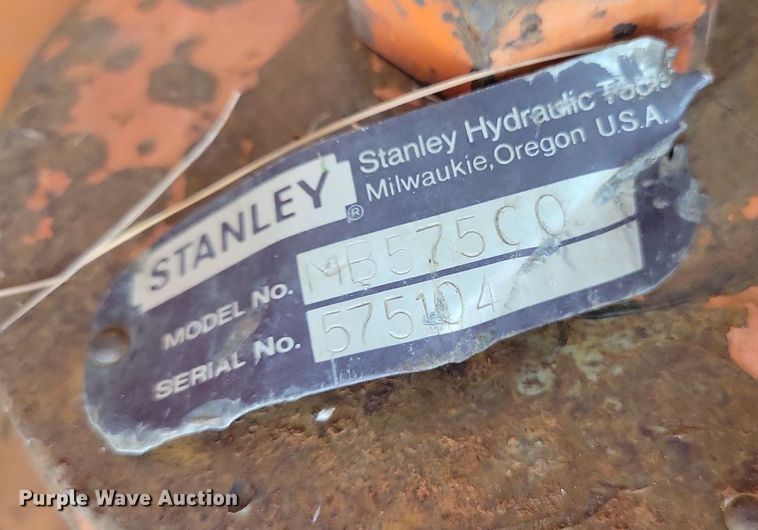 STANLEY ®
Stanley Hydraulic Tools
Milwaukie, Oregon U.S.A.
MODEL No. MB575C0
SERIAL No. 575104
Purple Wave Auction